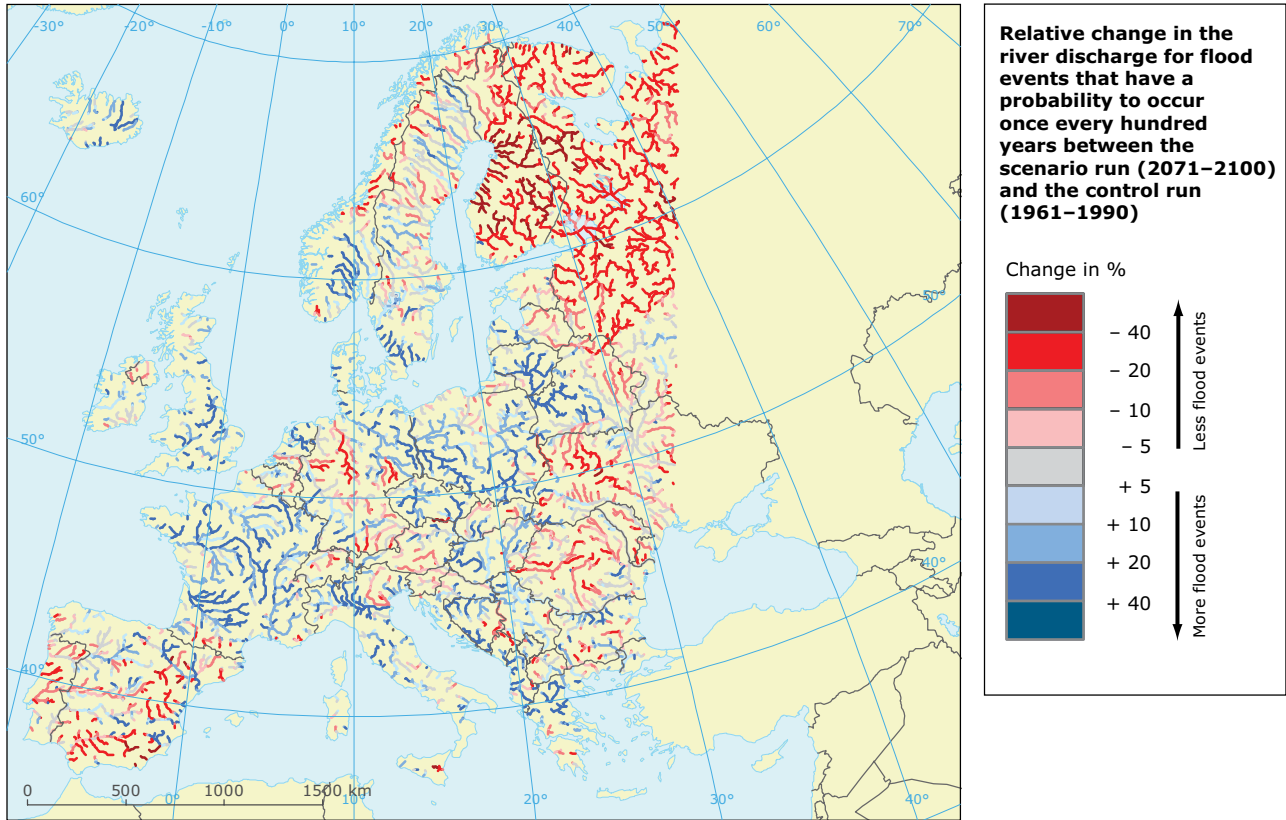 -30°
-20°
-10°
0°
10°
20°
30°
40°
50°
60°
70°
60°
50°
50°
40°
40°
0°
10°
20°
30°
40°
0 500 1000 1500 km
Relative change in the
river discharge for flood
events that have a
probability to occur
once every hundred
years between the
scenario run (2071–2100)
and the control run
(1961–1990)
Change in %
– 40
– 20
– 10
– 5
+ 5
+ 10
+ 20
+ 40
Less flood events
More flood events